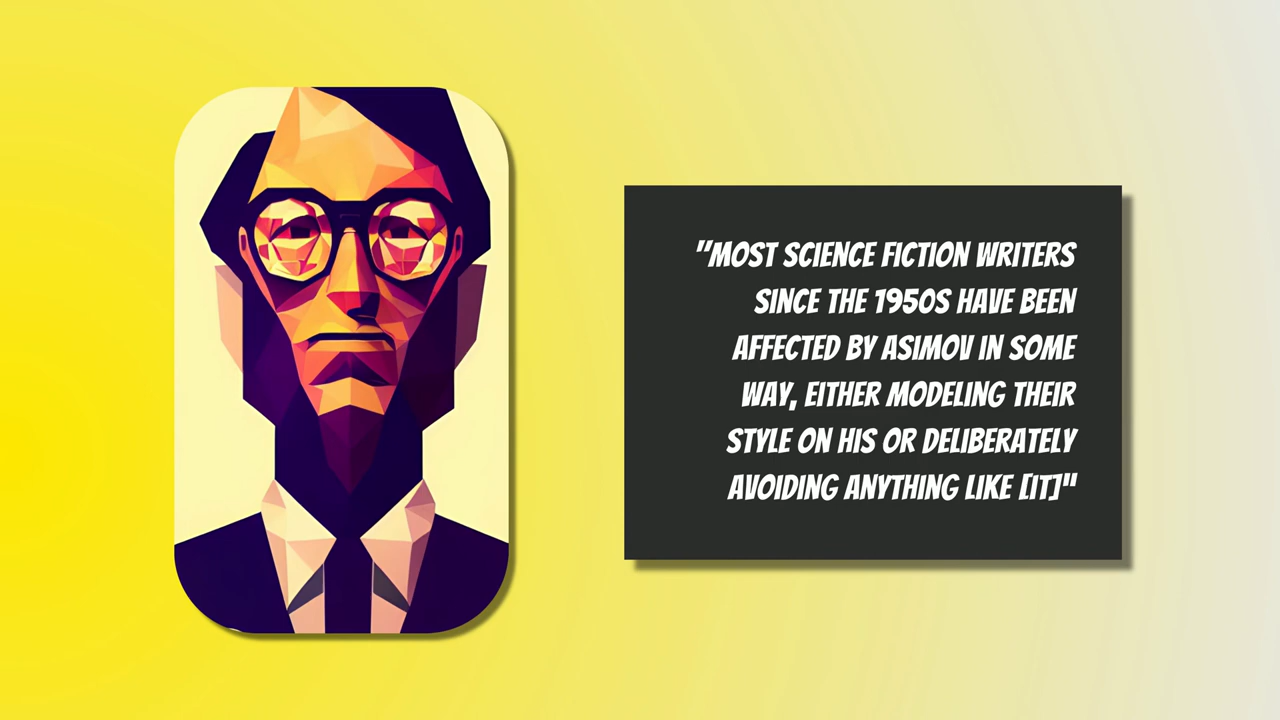 "MOST SCIENCE FICTION WRITERS
SINCE THE 1950S HAVE BEEN
AFFECTED BY ASIMOV IN SOME
WAY, EITHER MODELING THEIR
STYLE ON HIS OR DELIBERATELY
AVOIDING ANYTHING LIKE [IT]"